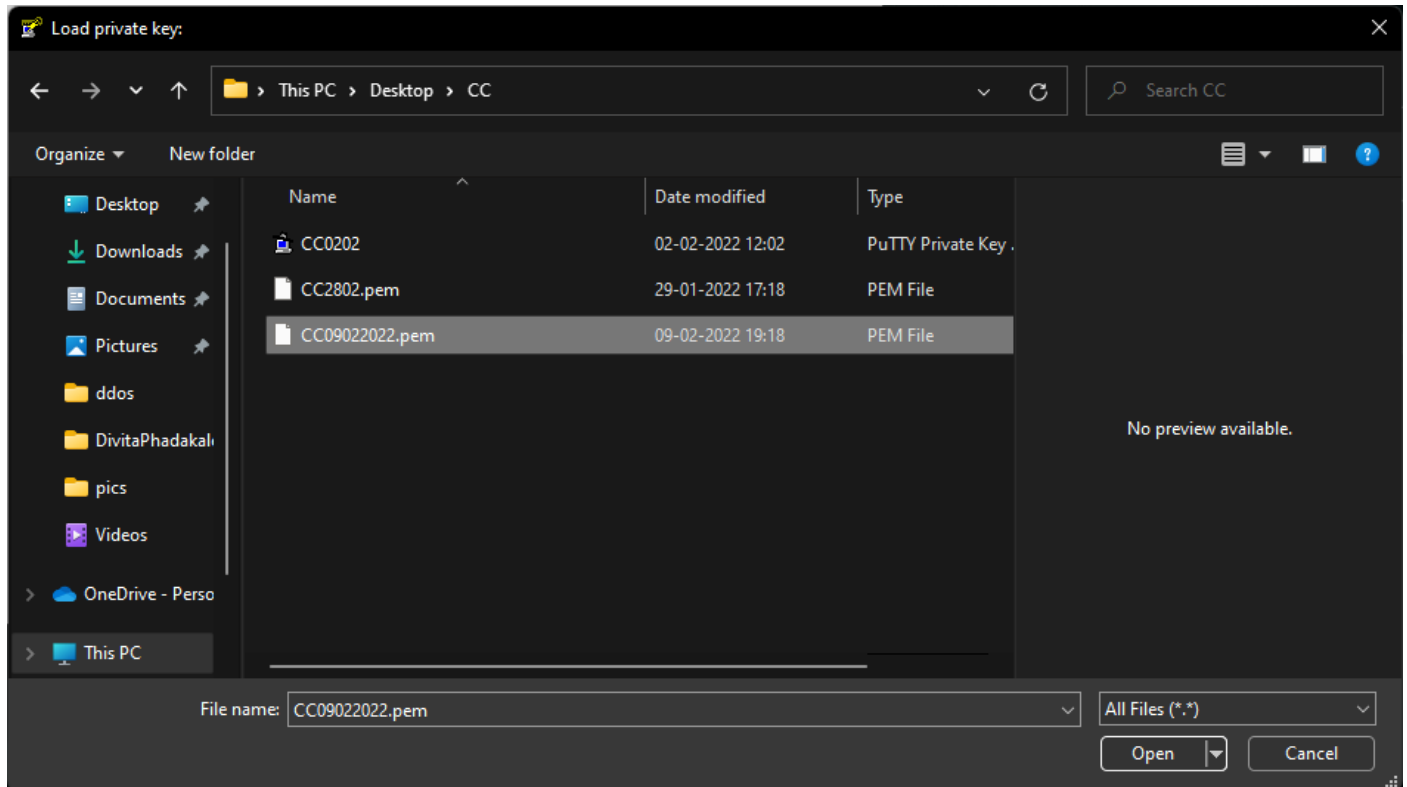 Load private key:
This PC > Desktop > CC
Search CC
Organize
New folder
Name
Date modified
Type
Desktop
Downloads
Documents
Pictures
ddos
DivitaPhadakal
pics
Videos
OneDrive - Perso
This PC
CC0202 02-02-2022 12:02 PuTTY Private Key .
CC2802.pem 29-01-2022 17:18 PEM File
CC09022022.pem 09-02-2022 19:18 PEM File
No preview available.
File name: CC09022022.pem
All Files (*.*)
Open
Cancel